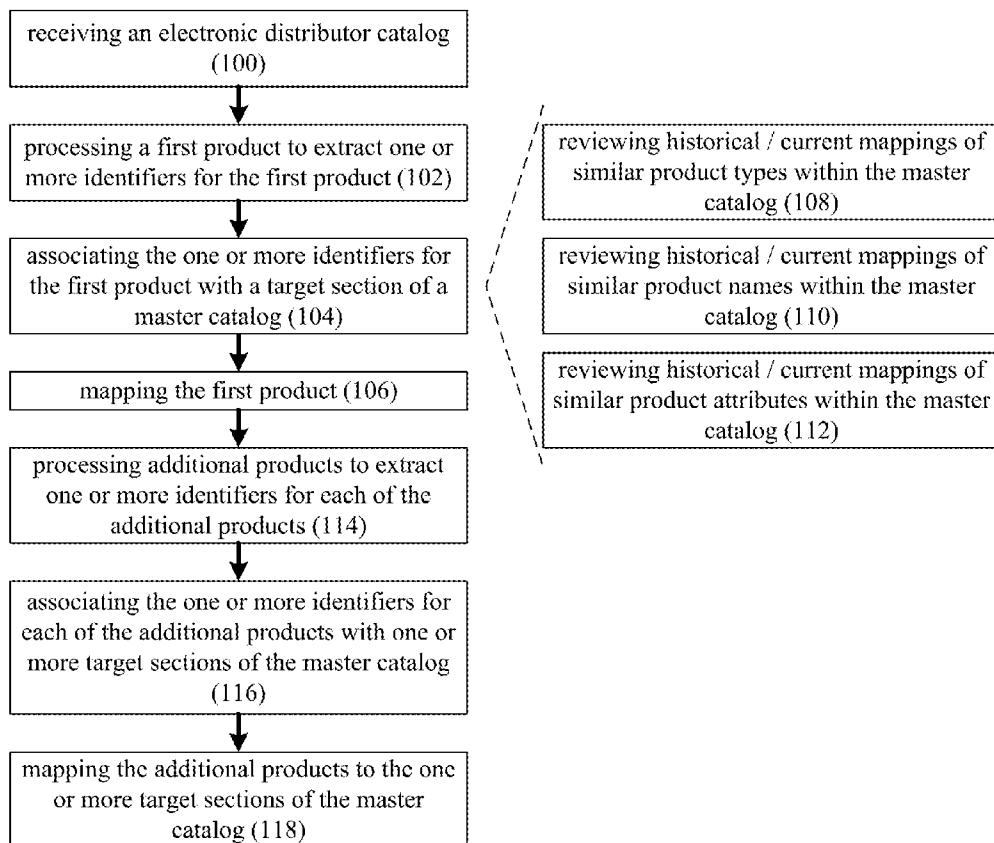 receiving an electronic distributor catalog
(100)
processing a first product to extract one or
more identifiers for the first product (102)
associating the one or more identifiers for
the first product with a target section of a
master catalog (104)
mapping the first product (106)
processing additional products to extract
one or more identifiers for each of the
additional products (114)
associating the one or more identifiers for
each of the additional products with one or
more target sections of the master catalog
(116)
mapping the additional products to the one
or more target sections of the master
catalog (118)
reviewing historical / current mappings of
similar product types within the master
catalog (108)
reviewing historical / current mappings of
similar product names within the master
catalog (110)
reviewing historical / current mappings of
similar product attributes within the master
catalog (112)